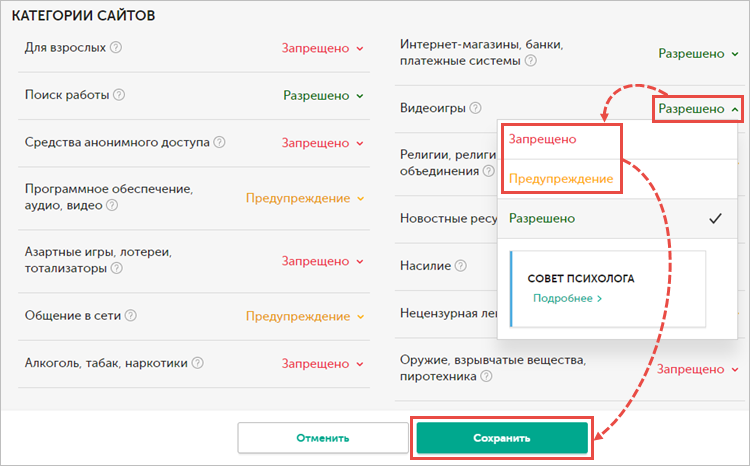 КАТЕГОРИИ САЙТОВ
Для взрослых ? Запрещено
Поиск работы ? Разрешено
Средства анонимного доступа ? Запрещено
Программное обеспечение,
аудио, видео ? Предупреждение
Азартные игры, лотереи,
тотализаторы ? Запрещено
Общение в сети ? Предупреждение
Алкоголь, табак, наркотики ? Запрещено
Интернет-магазины, банки,
платежные системы ? Разрешено
Видеоигры ? Разрешено
Запрещено
Предупреждение
Разрешено
СОВЕТ ПСИХОЛОГА
Подробнее >
Религии, религи
объединения ?
Новостные ресу
Насилие ?
Нецензурная ле
Оружие, взрывчатые вещества,
пиротехника ? Запрещено
Отменить
Сохранить